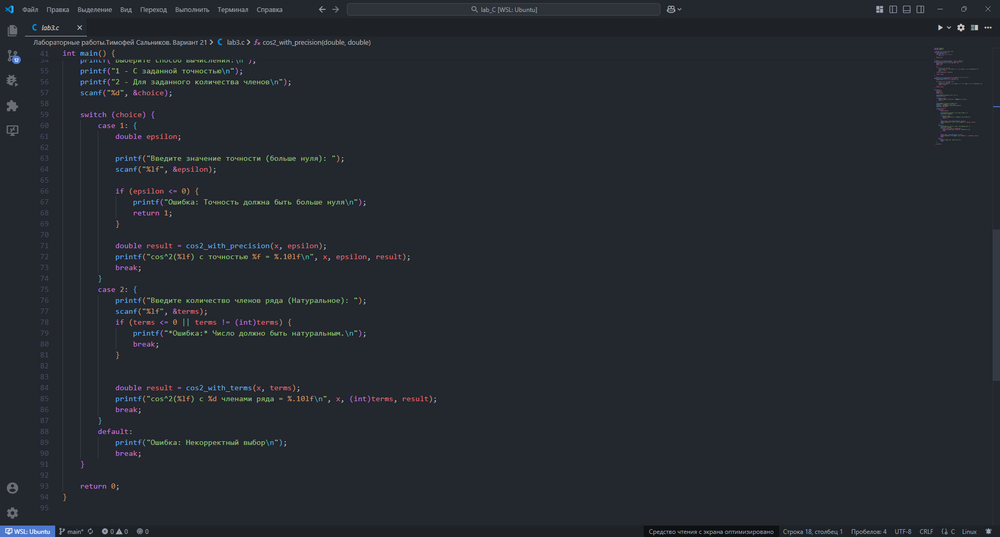 Файл Правка Выделение Вид Переход Выполнить Терминал Справка lab_C [WSL: Ubuntu]
lab3.c
Лабораторные работы.Тимофей Сальников. Вариант 21 > lab3.c > cos2_with_precision(double, double)
41 int main() {
54 printf("Выберите способ вычисления:\n");
55 printf("1 - С заданной точностью\n");
56 printf("2 - Для заданного количества членов\n");
57 scanf("%d", &choice);
58
59 switch (choice) {
60 case 1: {
61 double epsilon;
62
63 printf("Введите значение точности (больше нуля): ");
64 scanf("%lf", &epsilon);
65
66 if (epsilon <= 0) {
67 printf("Ошибка: Точность должна быть больше нуля\n");
68 return 1;
69 }
70
71 double result = cos2_with_precision(x, epsilon);
72 printf("cos^2(%lf) с точностью %f = %.10lf\n", x, epsilon, result);
73 break;
74 }
75 case 2: {
76 printf("Введите количество членов ряда (Натуральное): ");
77 scanf("%lf", &terms);
78 if (terms <= 0 || terms != (int)terms) {
79 printf("*Ошибка:* Число должно быть натуральным.\n");
80 break;
81 }
82
83
84 double result = cos2_with_terms(x, terms);
85 printf("cos^2(%lf) с %d членами ряда = %.10lf\n", x, (int)terms, result);
86 break;
87 }
88 default:
89 printf("Ошибка: Некорректный выбор\n");
90 break;
91 }
92
93 return 0;
94 }
95
12
WSL: Ubuntu main* 0 0 0 Средство чтения с экрана оптимизировано Строка 18, столбец 1 Пробелов: 4 UTF-8 CRLF {} C Linux